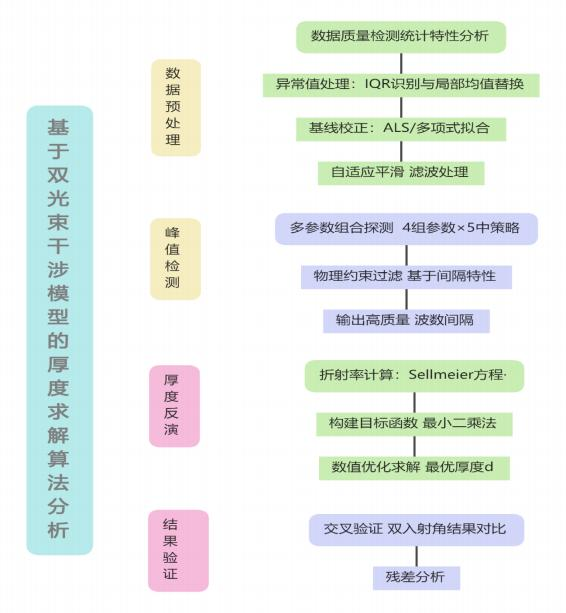 基于双光束干涉模型的厚度求解算法分析
数据预处理
数据质量检测统计特性分析
异常值处理：IQR识别与局部均值替换
基线校正：ALS/多项式拟合
自适应平滑 滤波处理
峰值检测
多参数组合探测 4组参数×5中策略
物理约束过滤 基于间隔特性
输出高质量 波数间隔
厚度反演
折射率计算：Sellmeier方程·
构建目标函数 最小二乘法
数值优化求解 最优厚度d
结果验证
交叉验证 双入射角结果对比
残差分析